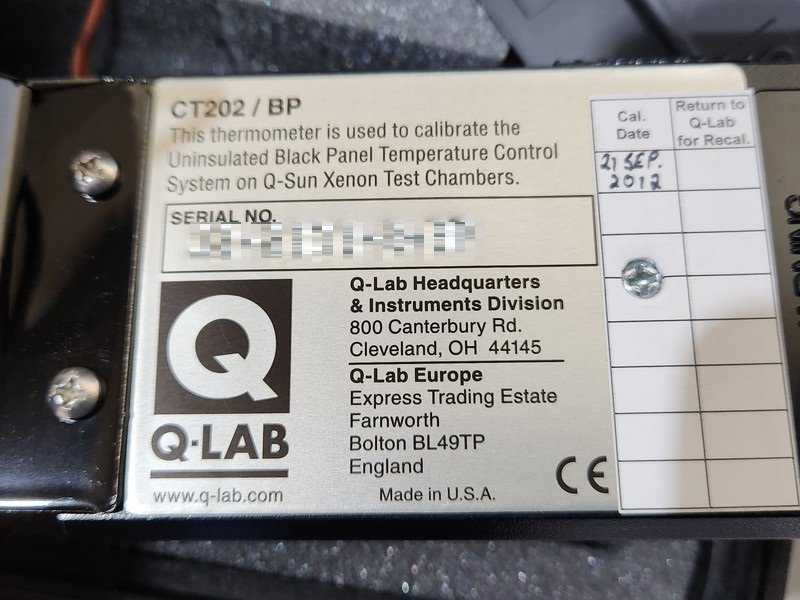 CT202 / BP
This thermometer is used to calibrate the
Uninsulated Black Panel Temperature Control
System on Q-Sun Xenon Test Chambers.
SERIAL NO.
Q
Q-LAB
www.q-lab.com
Q-Lab Headquarters
& Instruments Division
800 Canterbury Rd.
Cleveland, OH 44145
Q-Lab Europe
Express Trading Estate
Farnworth
Bolton BL49TP
England
Made in U.S.A.
CE
Cal.
Date
Return to
Q-Lab
for Recal.
21 SEP.
2012